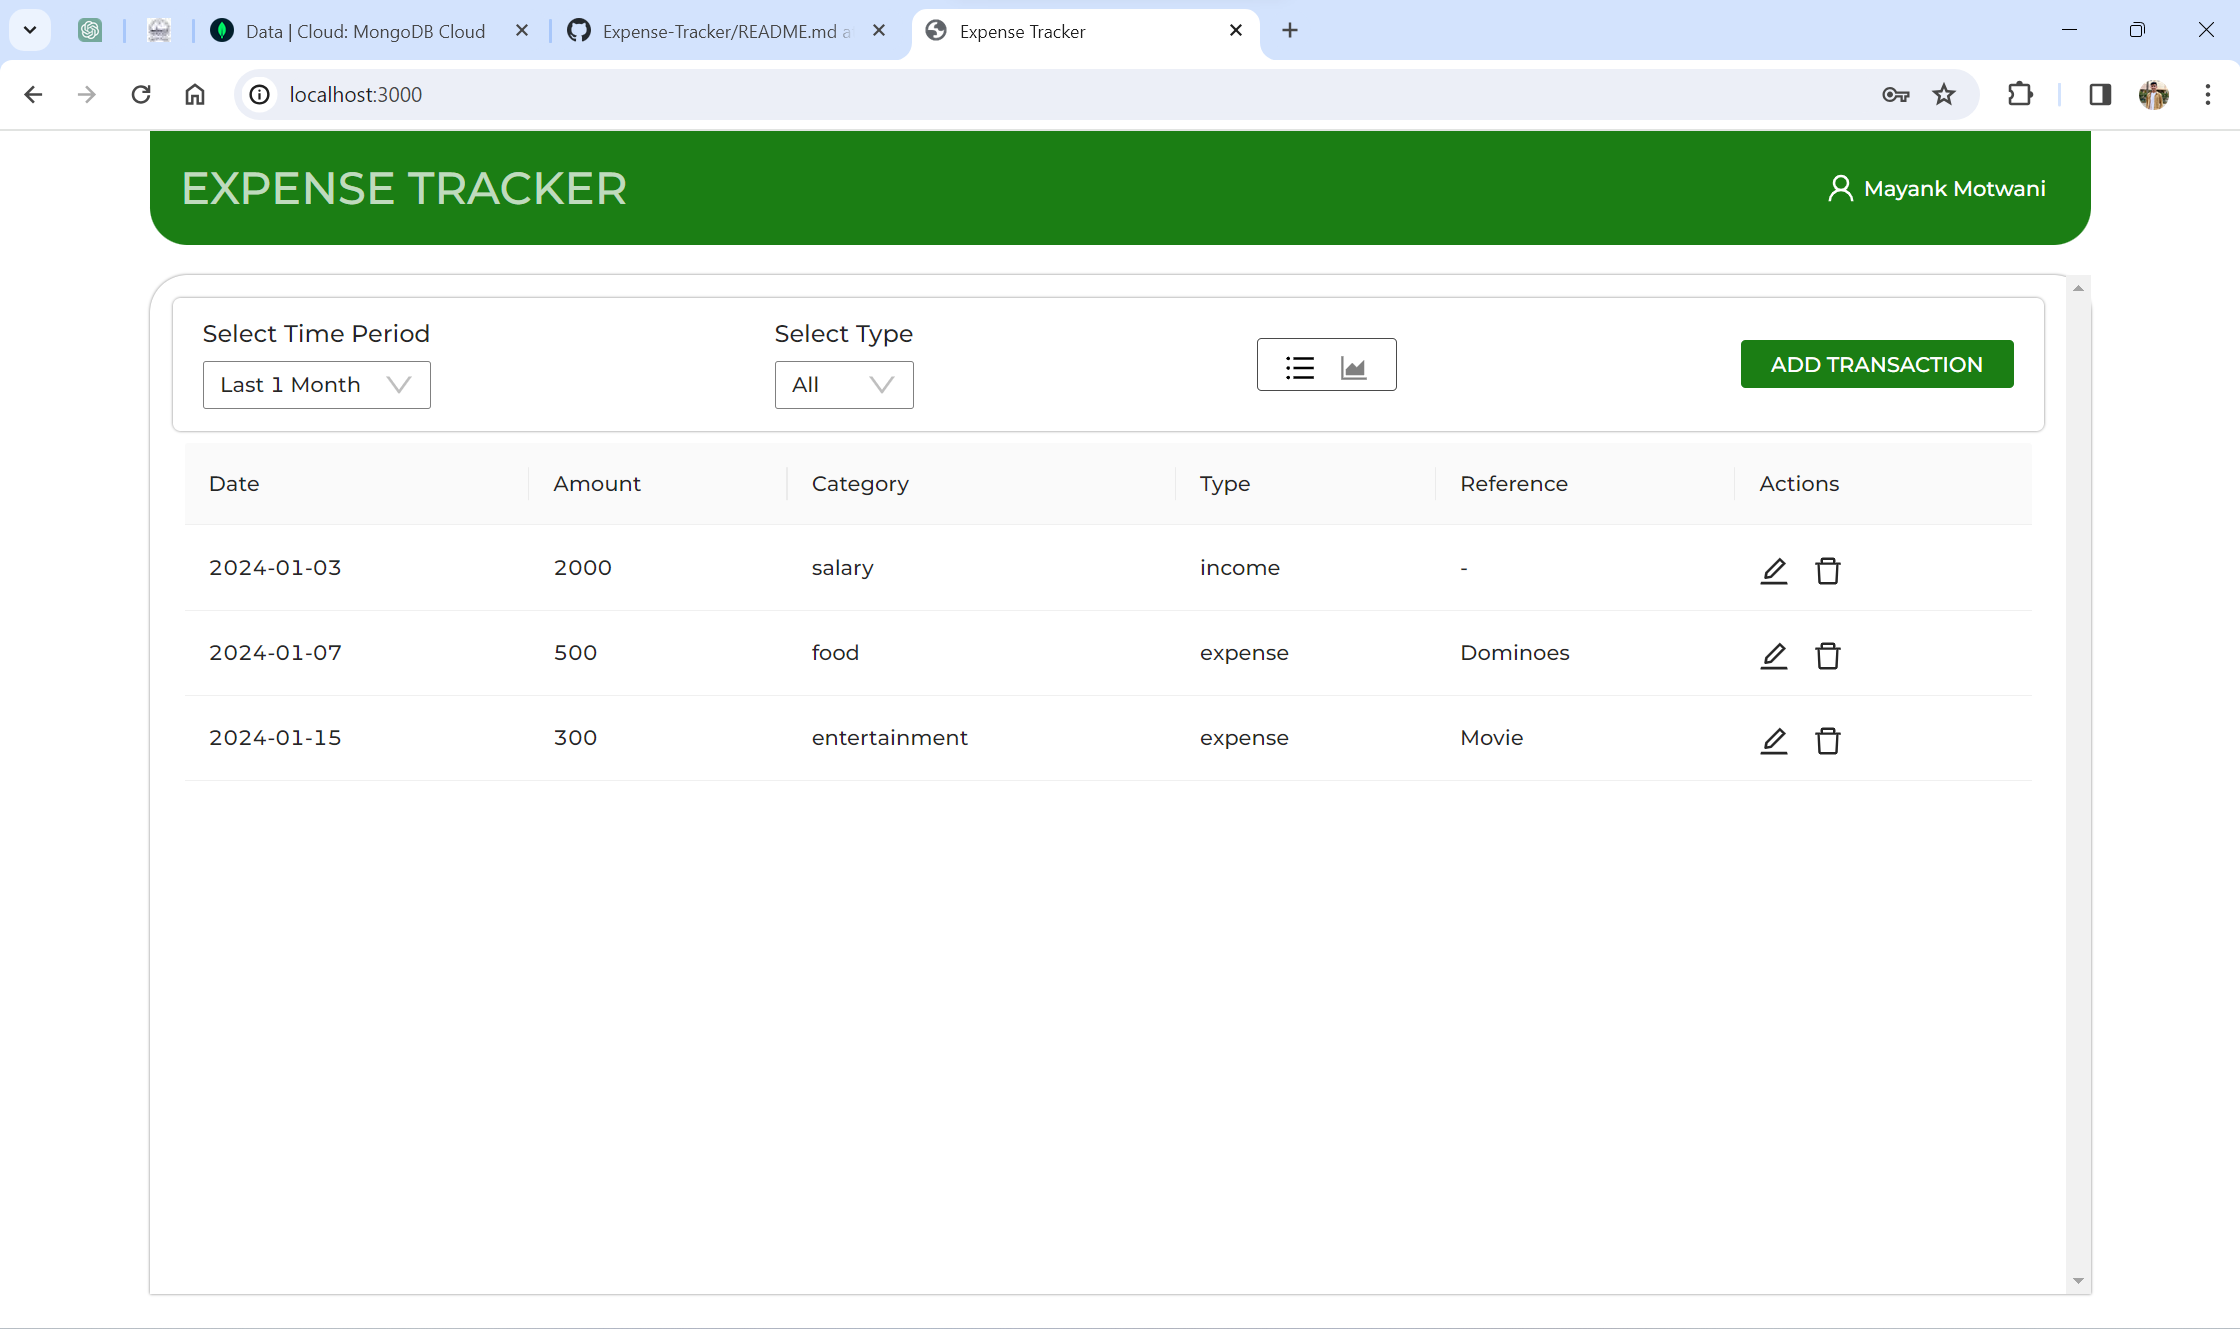 Data | Cloud: MongoDB Cloud
Expense-Tracker/README.md a
Expense Tracker
localhost:3000
EXPENSE TRACKER
Mayank Motwani
Select Time Period
Select Type
Last 1 Month
All
ADD TRANSACTION
Date Amount Category Type Reference Actions
2024-01-03 2000 salary income -
2024-01-07 500 food expense Dominoes
2024-01-15 300 entertainment expense Movie